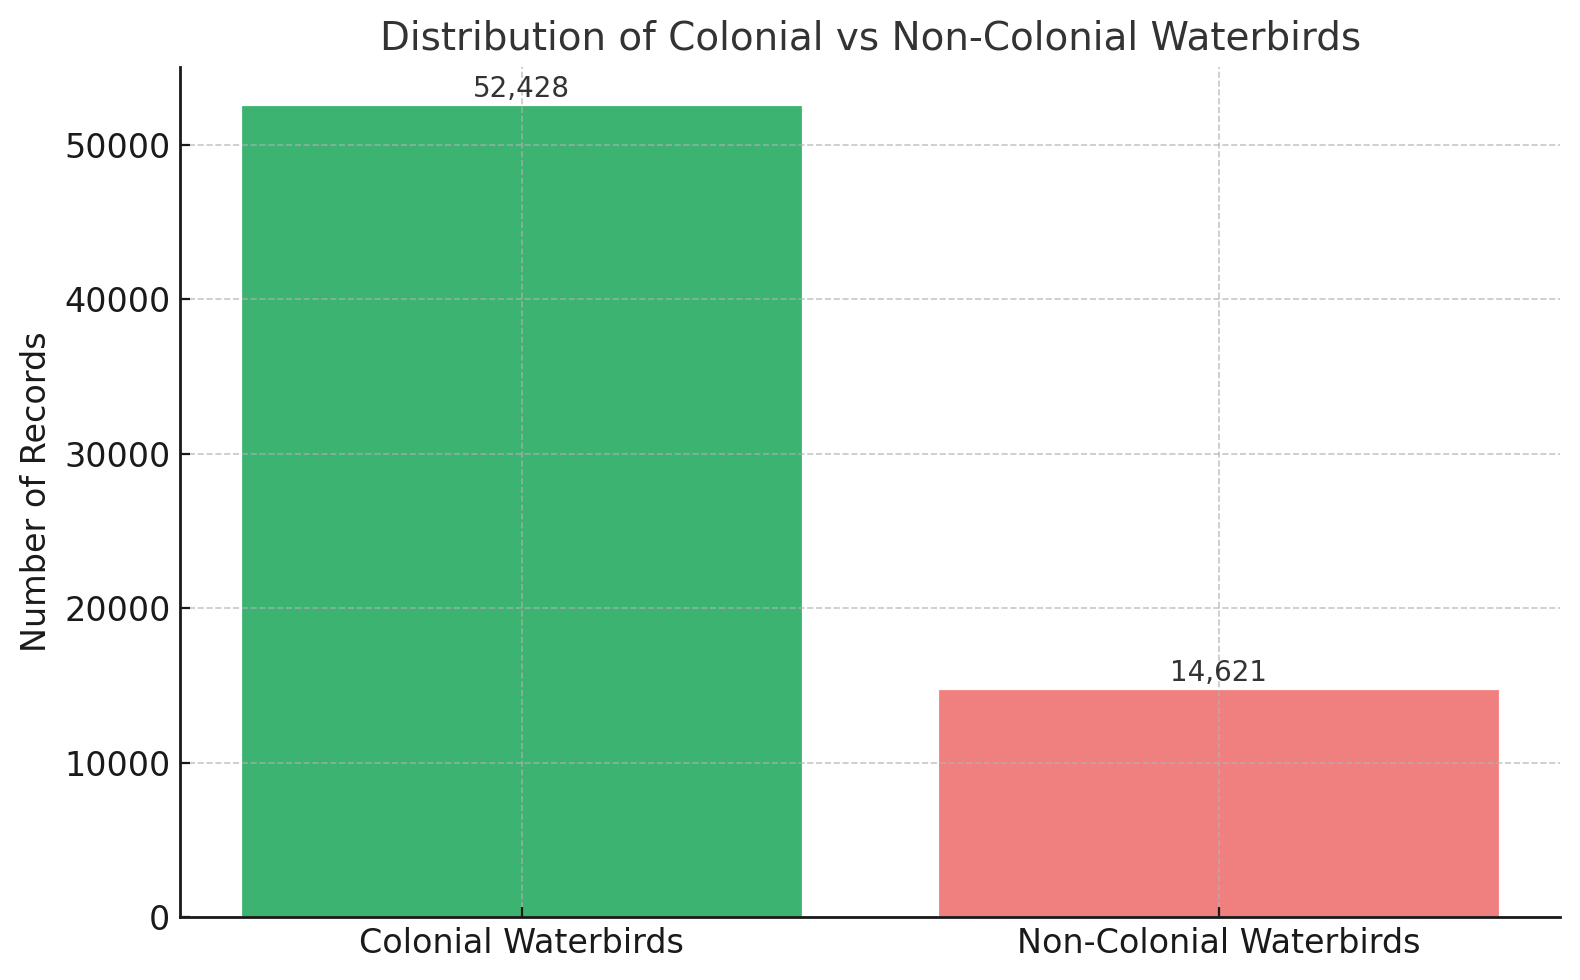 Distribution of Colonial vs Non-Colonial Waterbirds
Number of Records
50000
40000
30000
20000
10000
0
52,428
14,621
Colonial Waterbirds
Non-Colonial Waterbirds